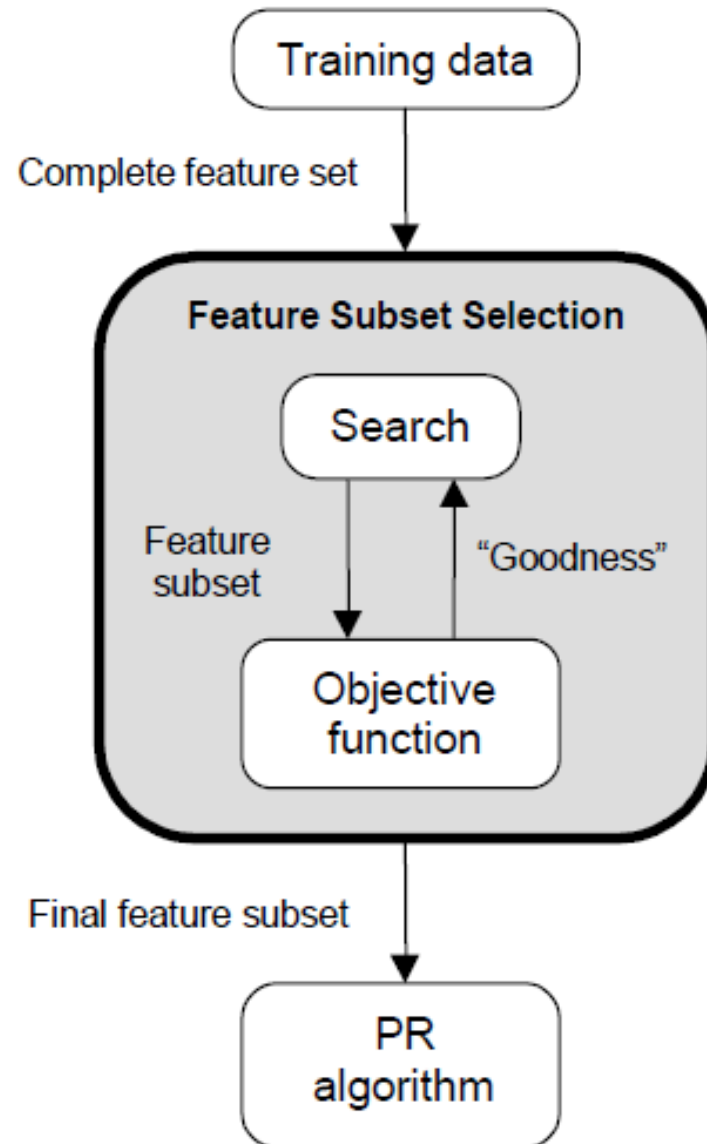 Training data
Complete feature set
Feature Subset Selection
Search
Feature
subset
“Goodness”
Objective
function
Final feature subset
PR
algorithm